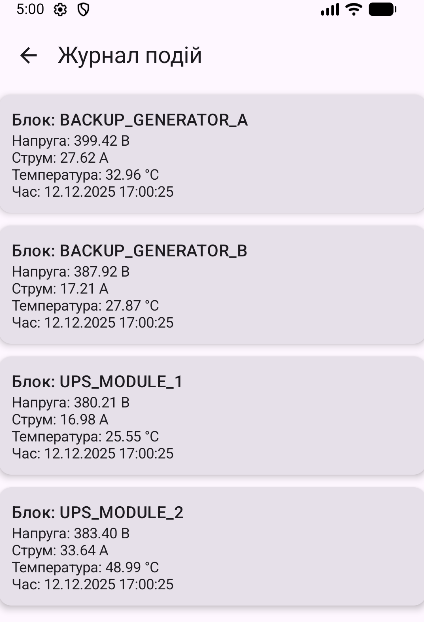 5:00
Журнал подій
Блок: BACKUP_GENERATOR_A
Напруга: 399.42 В
Струм: 27.62 А
Температура: 32.96 °C
Час: 12.12.2025 17:00:25
Блок: BACKUP_GENERATOR_B
Напруга: 387.92 В
Струм: 17.21 А
Температура: 27.87 °C
Час: 12.12.2025 17:00:25
Блок: UPS_MODULE_1
Напруга: 380.21 В
Струм: 16.98 А
Температура: 25.55 °C
Час: 12.12.2025 17:00:25
Блок: UPS_MODULE_2
Напруга: 383.40 В
Струм: 33.64 А
Температура: 48.99 °C
Час: 12.12.2025 17:00:25